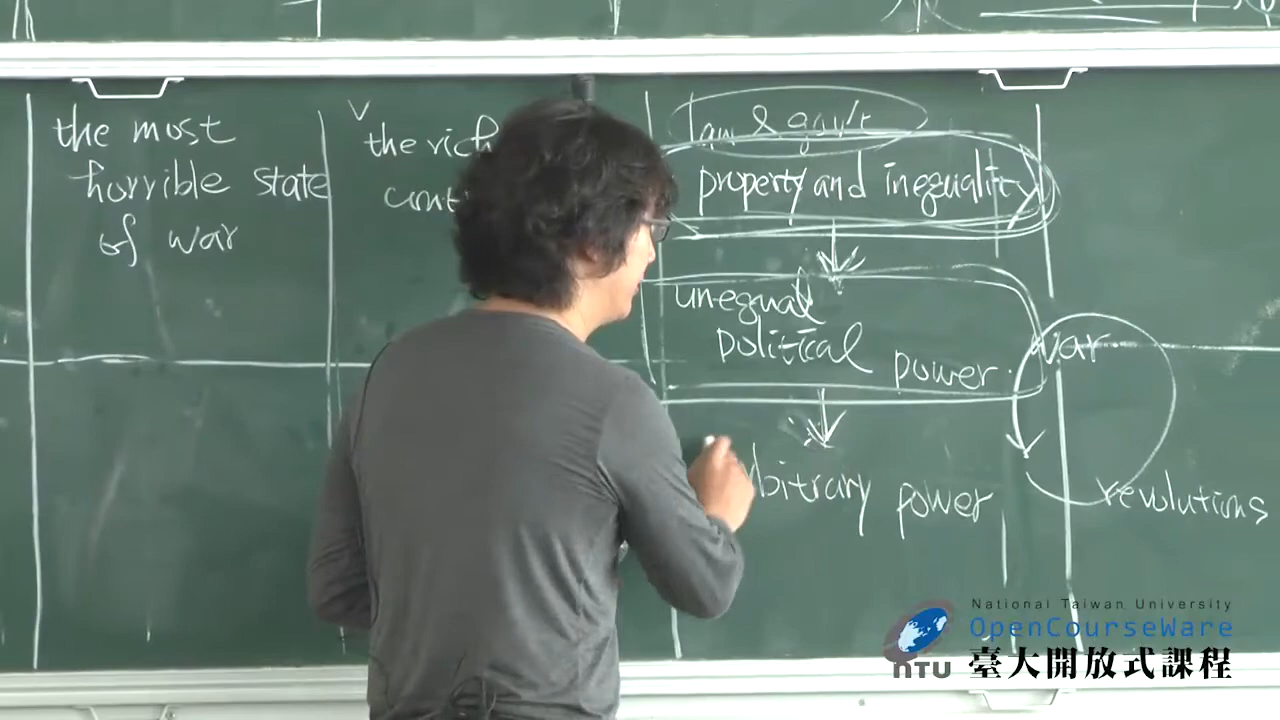 the most
horrible state
of war
the rich
law & gov't
property and inequality
unequal
political power
war
arbitrary power
revolutions
National Taiwan University
OpenCourseWare
NTU 臺大開放式課程